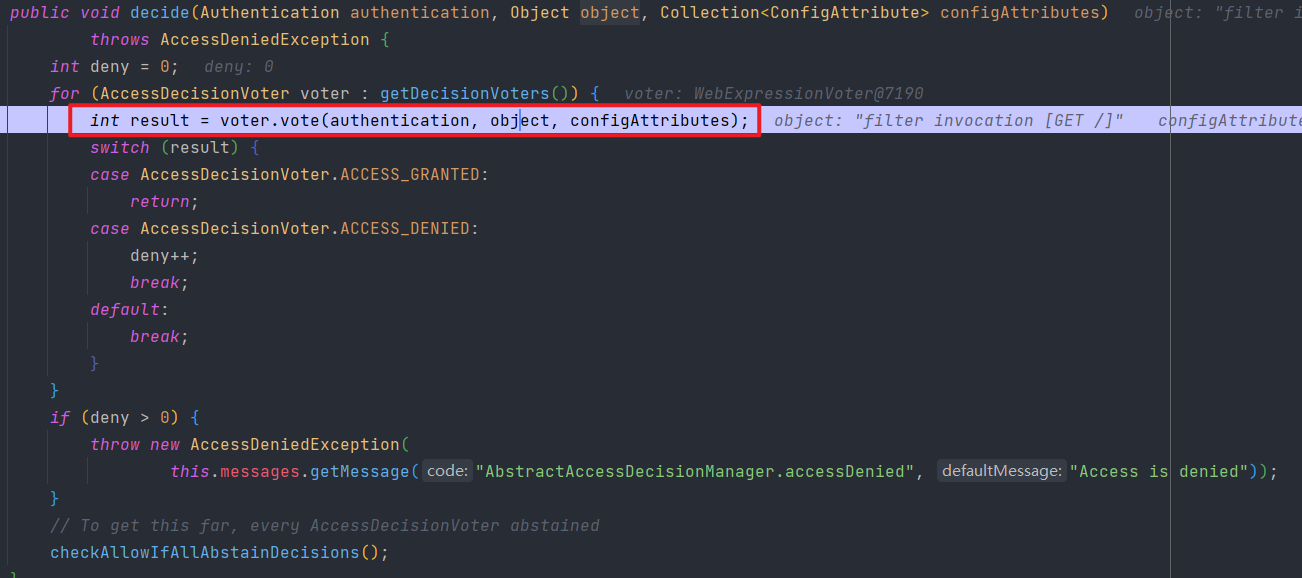 public void decide(Authentication authentication, Object object, Collection<ConfigAttribute> configAttributes)  object: "filter i
throws AccessDeniedException {
int deny = 0;  deny: 0
for (AccessDecisionVoter voter : getDecisionVoters()) {  voter: WebExpressionVoter@7190
int result = voter.vote(authentication, object, configAttributes);  object: "filter invocation [GET /]"  configAttribute
switch (result) {
case AccessDecisionVoter.ACCESS_GRANTED:
return;
case AccessDecisionVoter.ACCESS_DENIED:
deny++;
break;
default:
break;
}
}
if (deny > 0) {
throw new AccessDeniedException(
this.messages.getMessage( code: "AbstractAccessDecisionManager.accessDenied", defaultMessage: "Access is denied"));
}
// To get this far, every AccessDecisionVoter abstained
checkAllowIfAllAbstainDecisions();
}